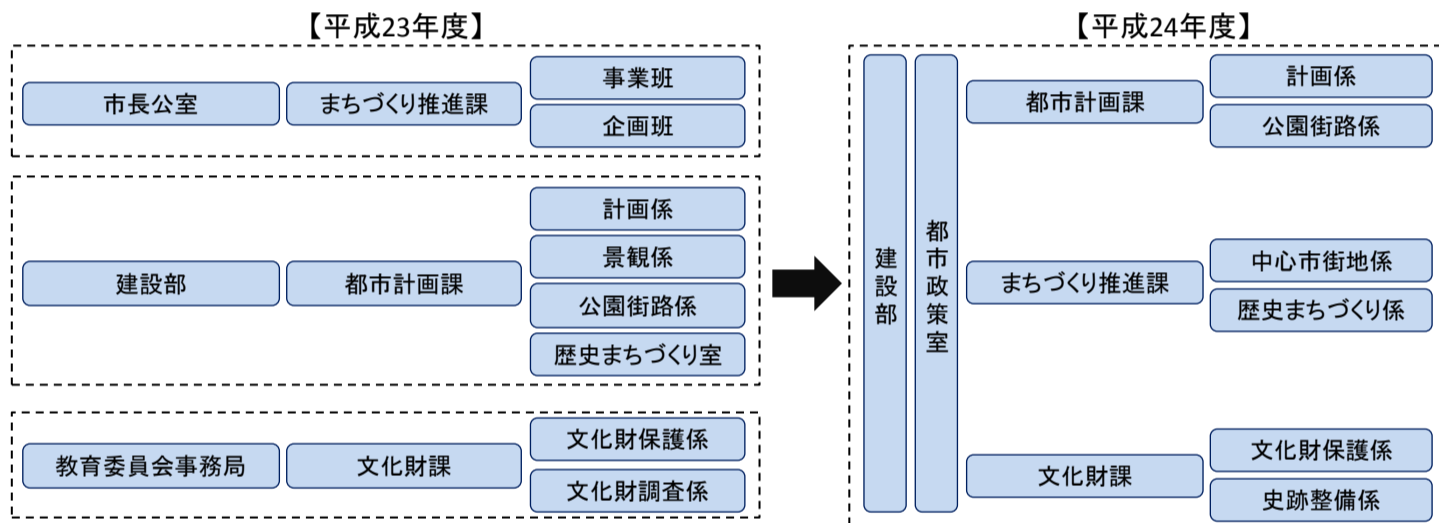 【平成23年度】
市長公室
まちづくり推進課
事業班
企画班
建設部
都市計画課
計画係
景観係
公園街路係
歴史まちづくり室
教育委員会事務局
文化財課
文化財保護係
文化財調査係
【平成24年度】
建設部
都市政策室
都市計画課
計画係
公園街路係
まちづくり推進課
中心市街地係
歴史まちづくり係
文化財課
文化財保護係
史跡整備係